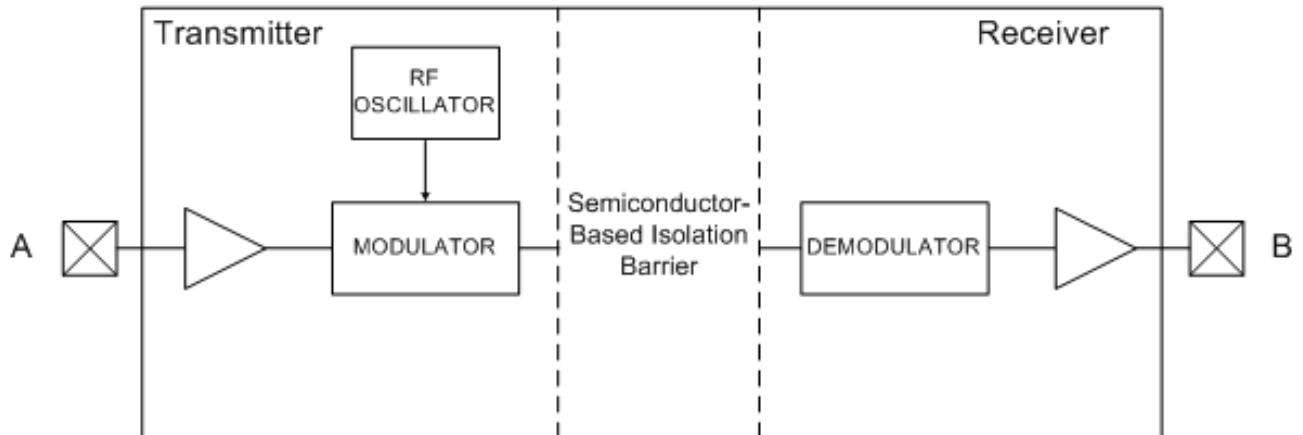 Transmitter
Receiver
RF
OSCILLATOR
A
MODULATOR
Semiconductor-
Based Isolation
Barrier
DEMODULATOR
B